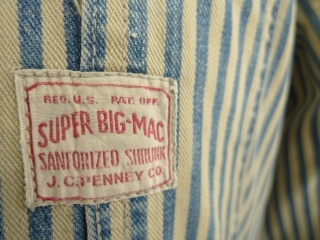 REG. U.S. PAT. OFF.
SUPER BIG-MAC
SANFORIZED SHRUNK
J.C. PENNEY CO.